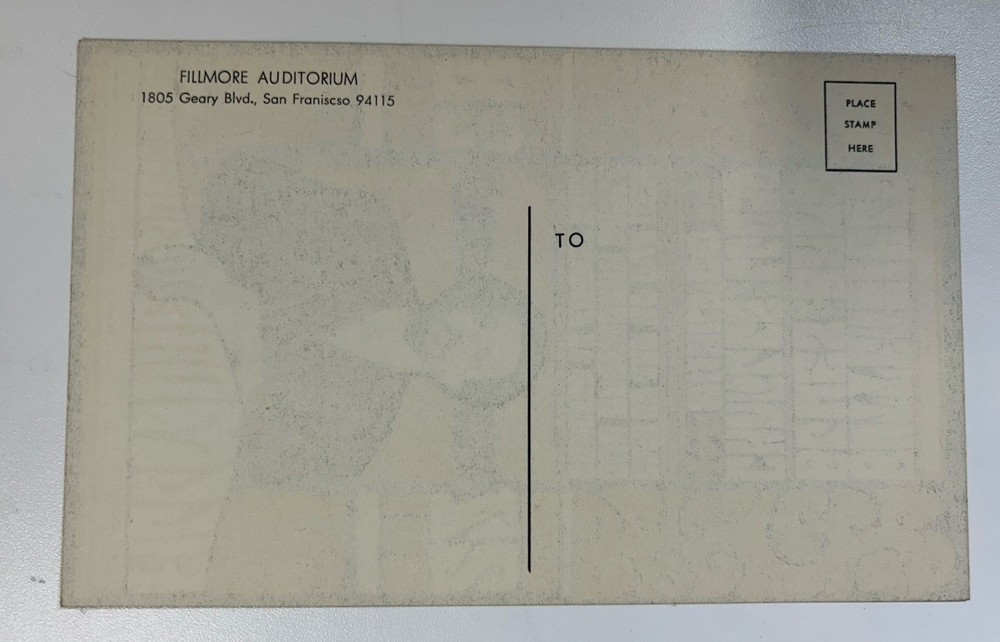 FILLMORE AUDITORIUM
1805 Geary Blvd., San Franiscso 94115
PLACE
STAMP
HERE
TO